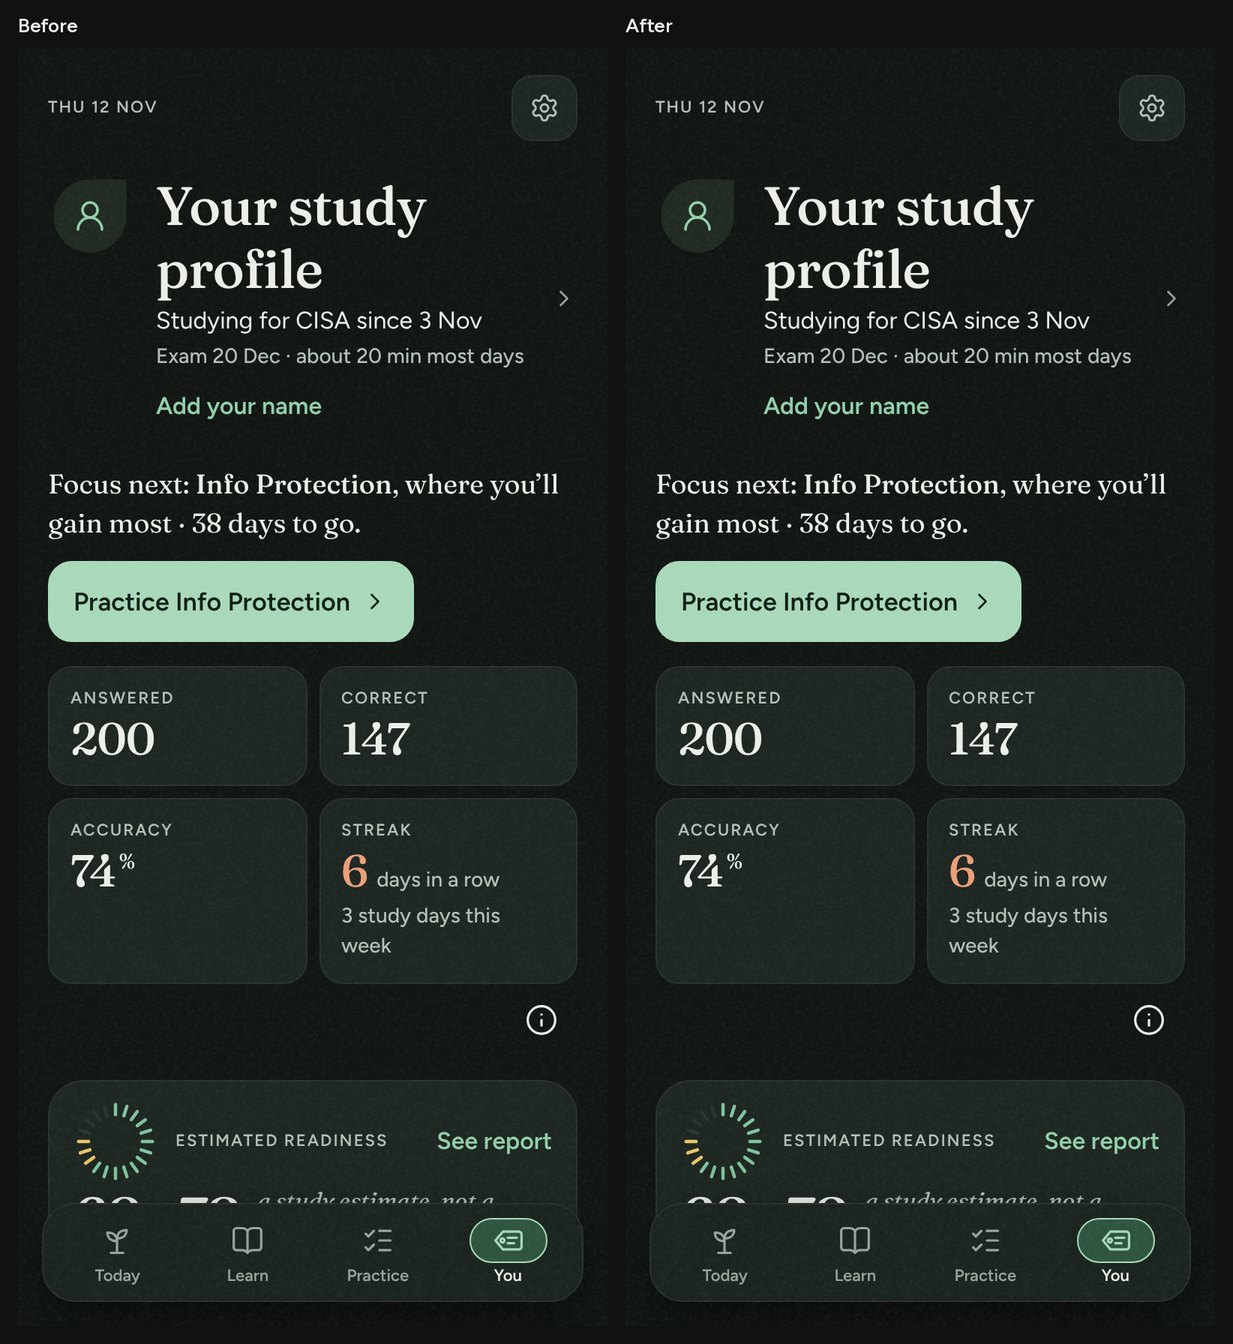 Before
THU 12 NOV
Your study
profile
Studying for CISA since 3 Nov
Exam 20 Dec · about 20 min most days
Add your name
Focus next: Info Protection, where you’ll
gain most · 38 days to go.
Practice Info Protection
ANSWERED
200
CORRECT
147
ACCURACY
74%
STREAK
6 days in a row
3 study days this
week
ESTIMATED READINESS
See report
a study estimate, not a
Today
Learn
Practice
You
After
THU 12 NOV
Your study
profile
Studying for CISA since 3 Nov
Exam 20 Dec · about 20 min most days
Add your name
Focus next: Info Protection, where you’ll
gain most · 38 days to go.
Practice Info Protection
ANSWERED
200
CORRECT
147
ACCURACY
74%
STREAK
6 days in a row
3 study days this
week
ESTIMATED READINESS
See report
a study estimate, not a
Today
Learn
Practice
You